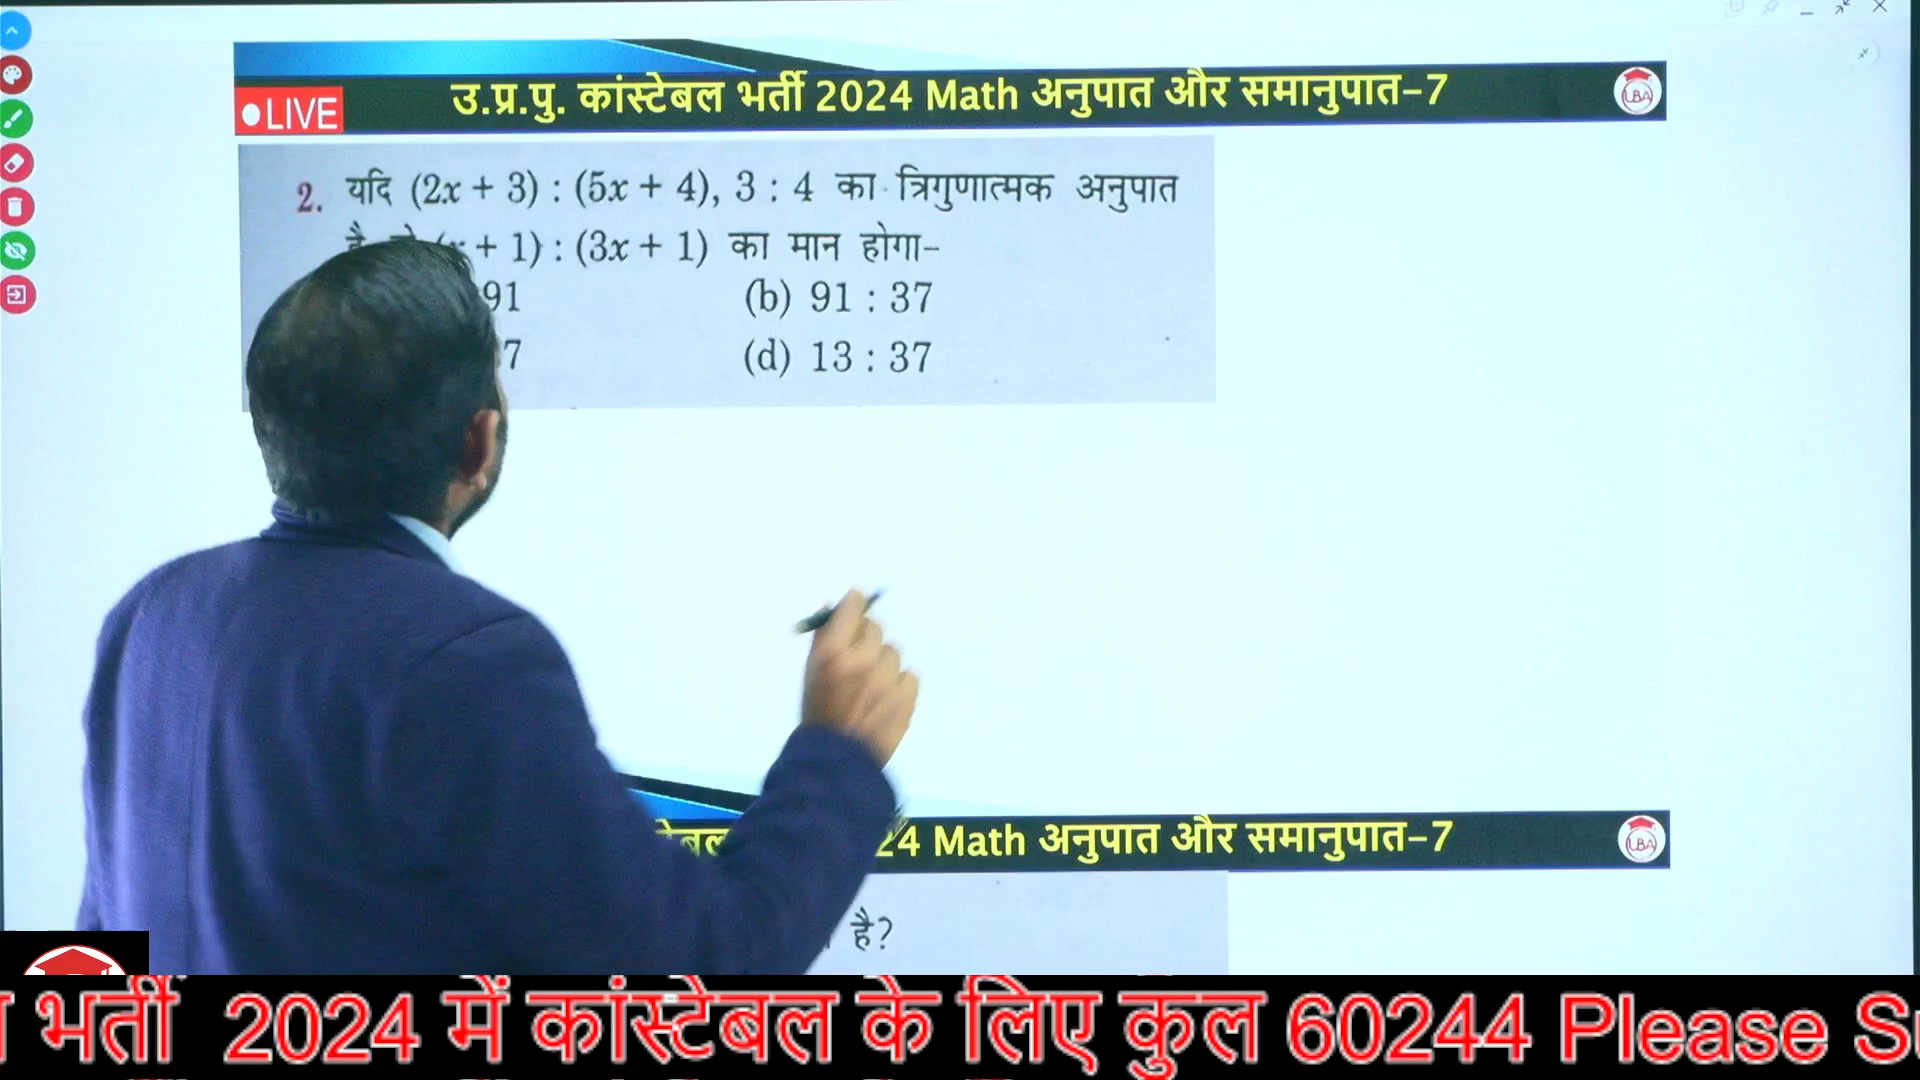 उ.प्र.पु. कांस्टेबल भर्ती 2024 Math अनुपात और समानुपात-7
LIVE
LBA
2. यदि (2x + 3) : (5x + 4), 3 : 4 का त्रिगुणात्मक अनुपात
+ 1) : (3x + 1) का मान होगा-
91 (b) 91 : 37
7 (d) 13 : 37
24 Math अनुपात और समानुपात-7
LBA
है?
भर्ती 2024 में कांस्टेबल के लिए कुल 60244 Please